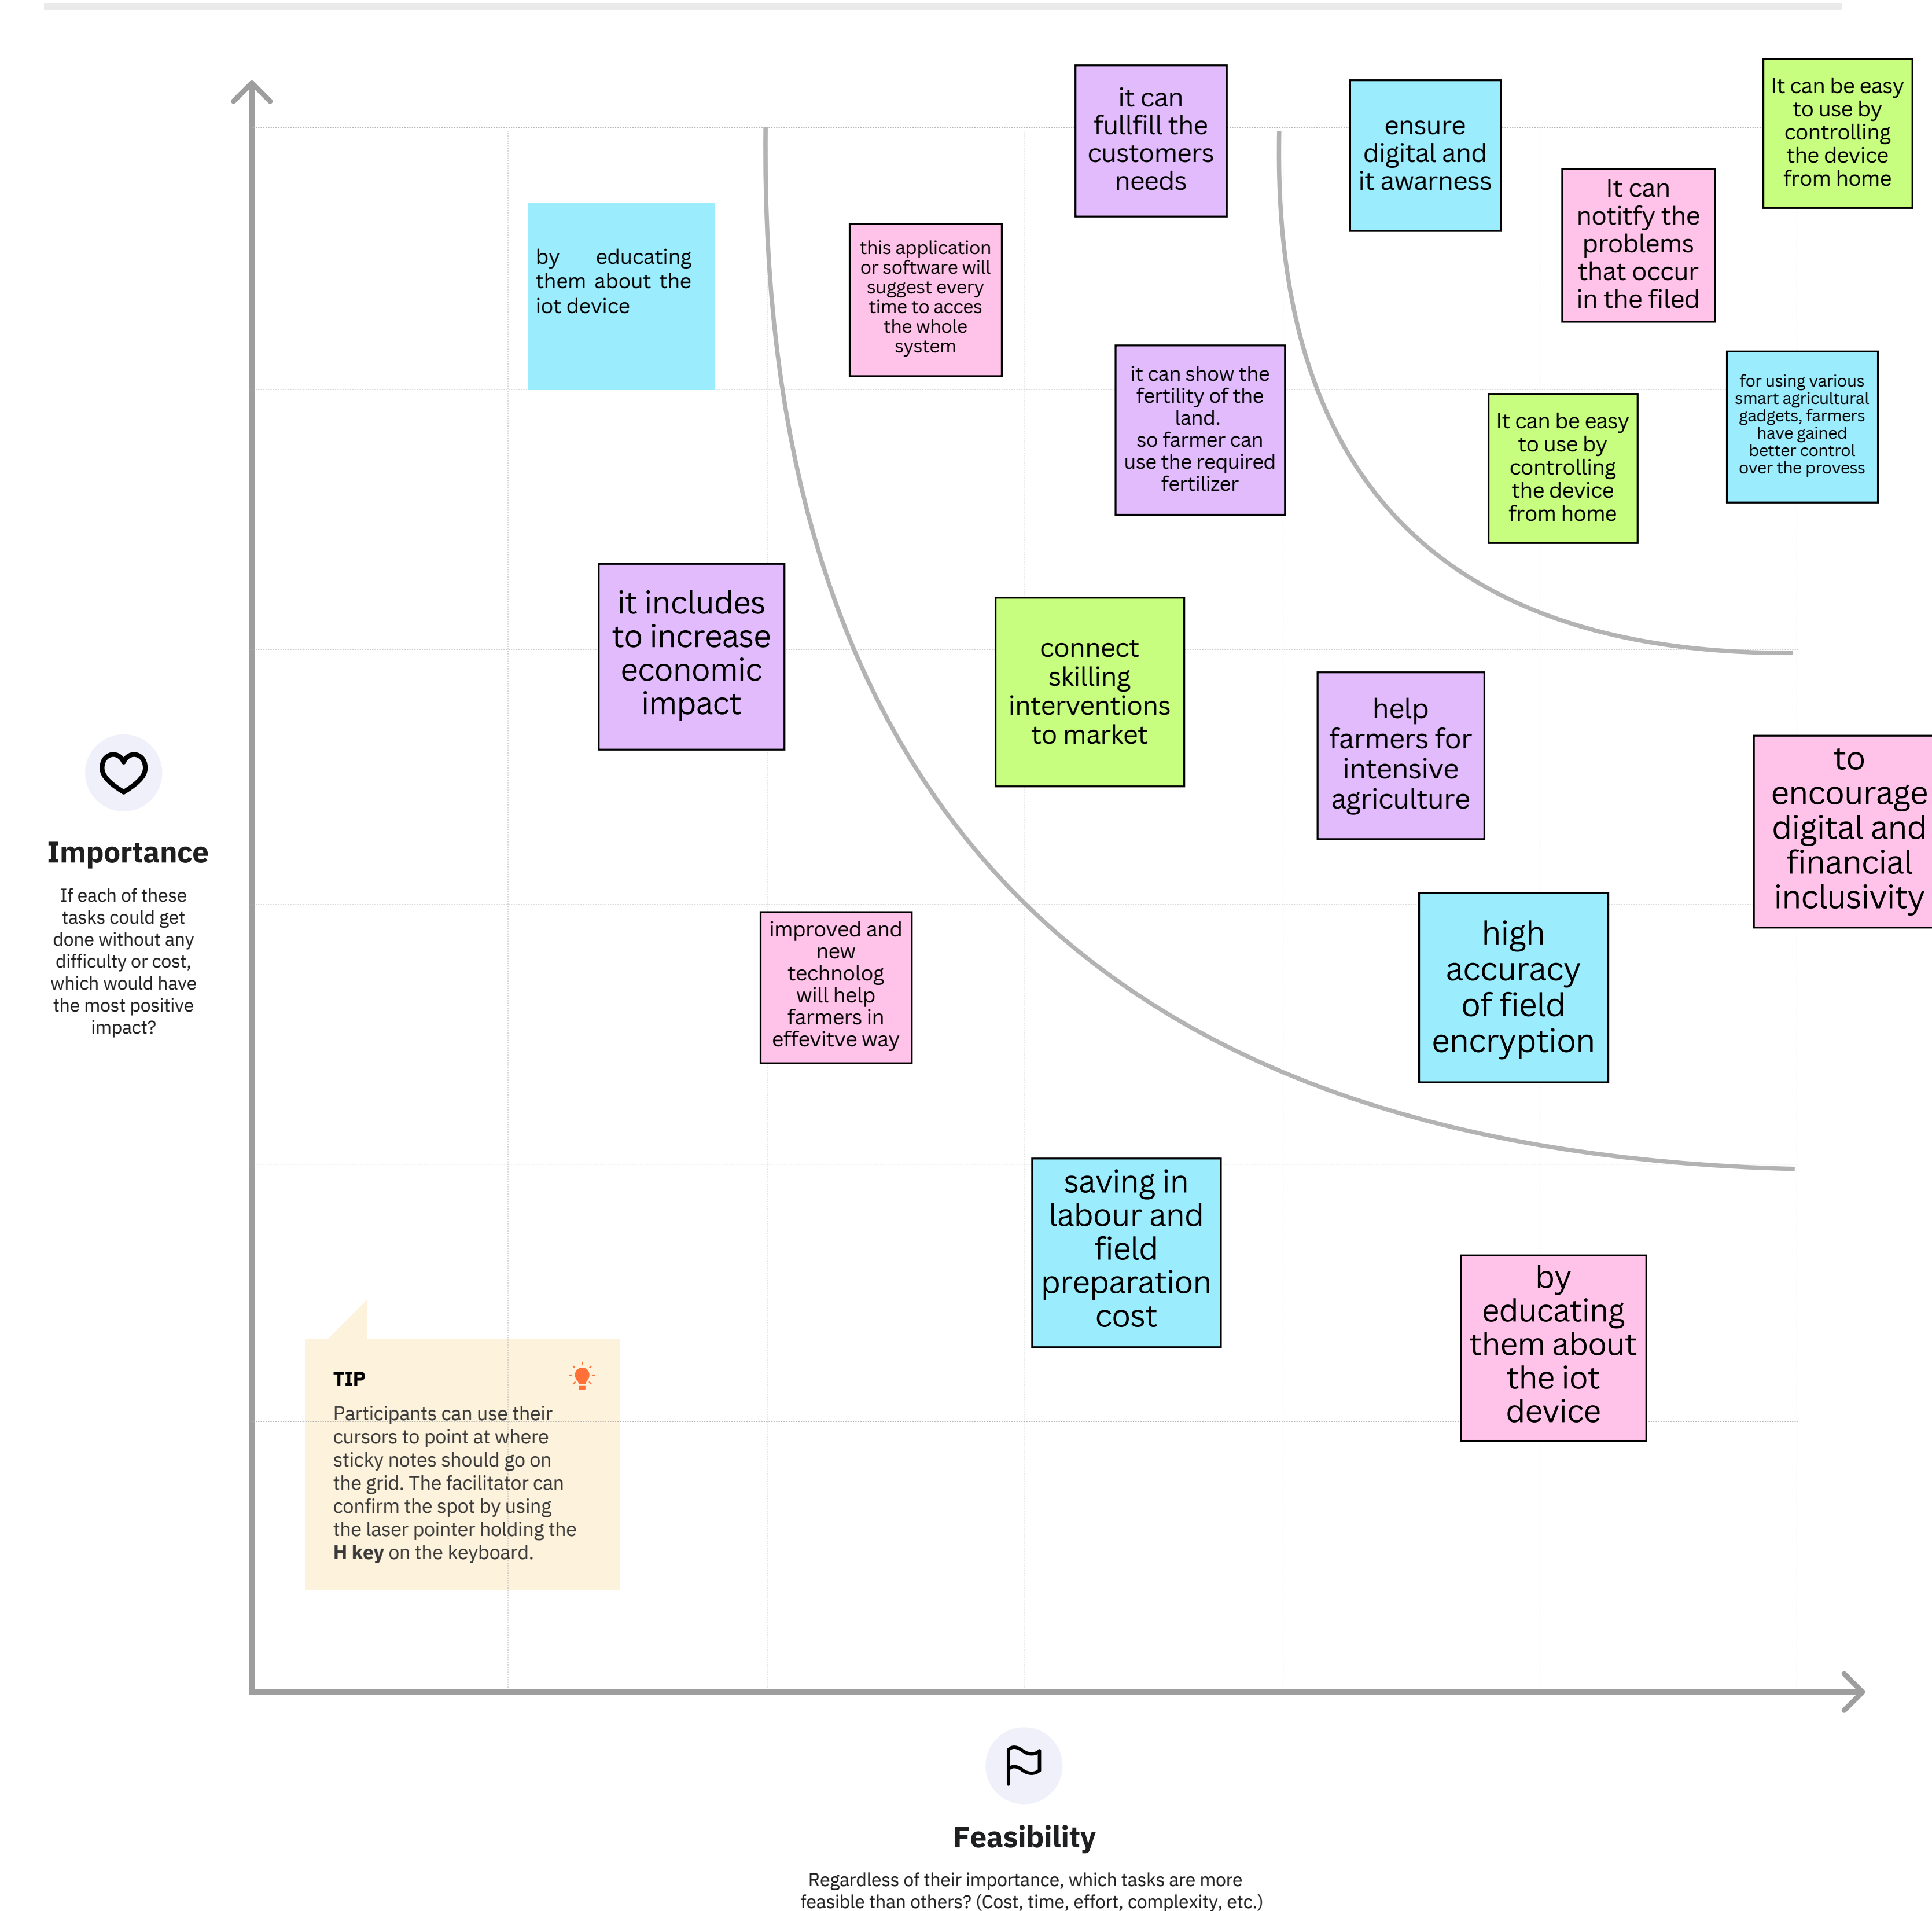 it can
fullfill the
customers
needs
ensure
digital and
it awarness
It can be easy
to use by
controlling
the device
from home
It can
notitfy the
problems
that occur
in the filed
by educating
them about the
iot device
this application
or software will
suggest every
time to acces
the whole
system
it can show the
fertility of the
land.
so farmer can
use the required
fertilizer
It can be easy
to use by
controlling
the device
from home
for using various
smart agricultural
gadgets, farmers
have gained
better control
over the provess
it includes
to increase
economic
impact
connect
skilling
interventions
to market
help
farmers for
intensive
agriculture
to
encourage
digital and
financial
inclusivity
Importance
If each of these
tasks could get
done without any
difficulty or cost,
which would have
the most positive
impact?
improved and
new
technolog
will help
farmers in
effevitve way
high
accuracy
of field
encryption
saving in
labour and
field
preparation
cost
by
educating
them about
the iot
device
TIP
Participants can use their
cursors to point at where
sticky notes should go on
the grid. The facilitator can
confirm the spot by using
the laser pointer holding the
H key on the keyboard.
Feasibility
Regardless of their importance, which tasks are more
feasible than others? (Cost, time, effort, complexity, etc.)